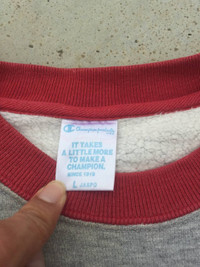 Champion
IT TAKES
A LITTLE MORE
TO MAKE A
CHAMPION.
SINCE 1919
L